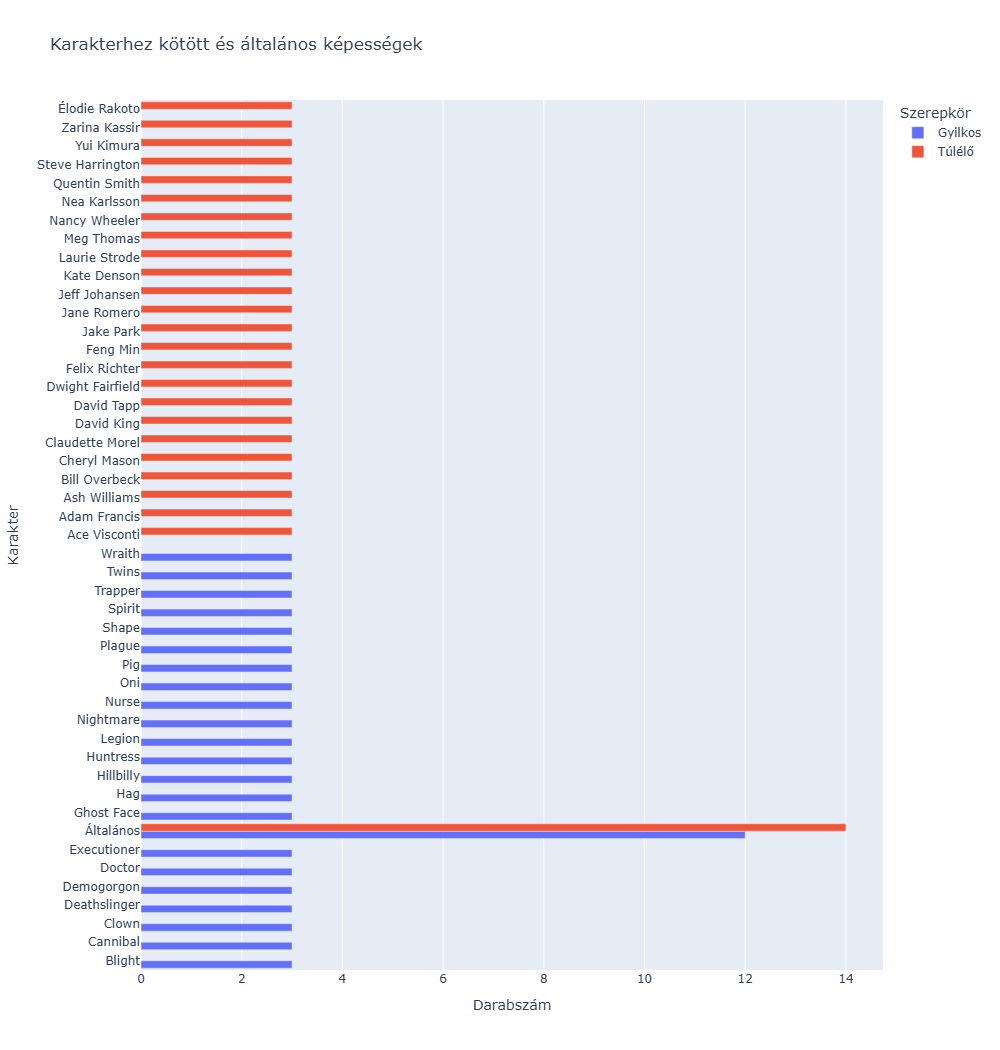 Karakterhez kötött és általános képességek
Élodie Rakoto
Zarina Kassir
Yui Kimura
Steve Harrington
Quentin Smith
Nea Karlsson
Nancy Wheeler
Meg Thomas
Laurie Strode
Kate Denson
Jeff Johansen
Jane Romero
Jake Park
Feng Min
Felix Richter
Dwight Fairfield
David Tapp
David King
Claudette Morel
Cheryl Mason
Bill Overbeck
Ash Williams
Adam Francis
Ace Visconti
Wraith
Twins
Trapper
Spirit
Shape
Plague
Pig
Oni
Nurse
Nightmare
Legion
Huntress
Hillbilly
Hag
Ghost Face
Általános
Executioner
Doctor
Demogorgon
Deathslinger
Clown
Cannibal
Blight
Karakter
0 2 4 6 8 10 12 14
Darabszám
Szerepkör
Gyilkos
Túlélő